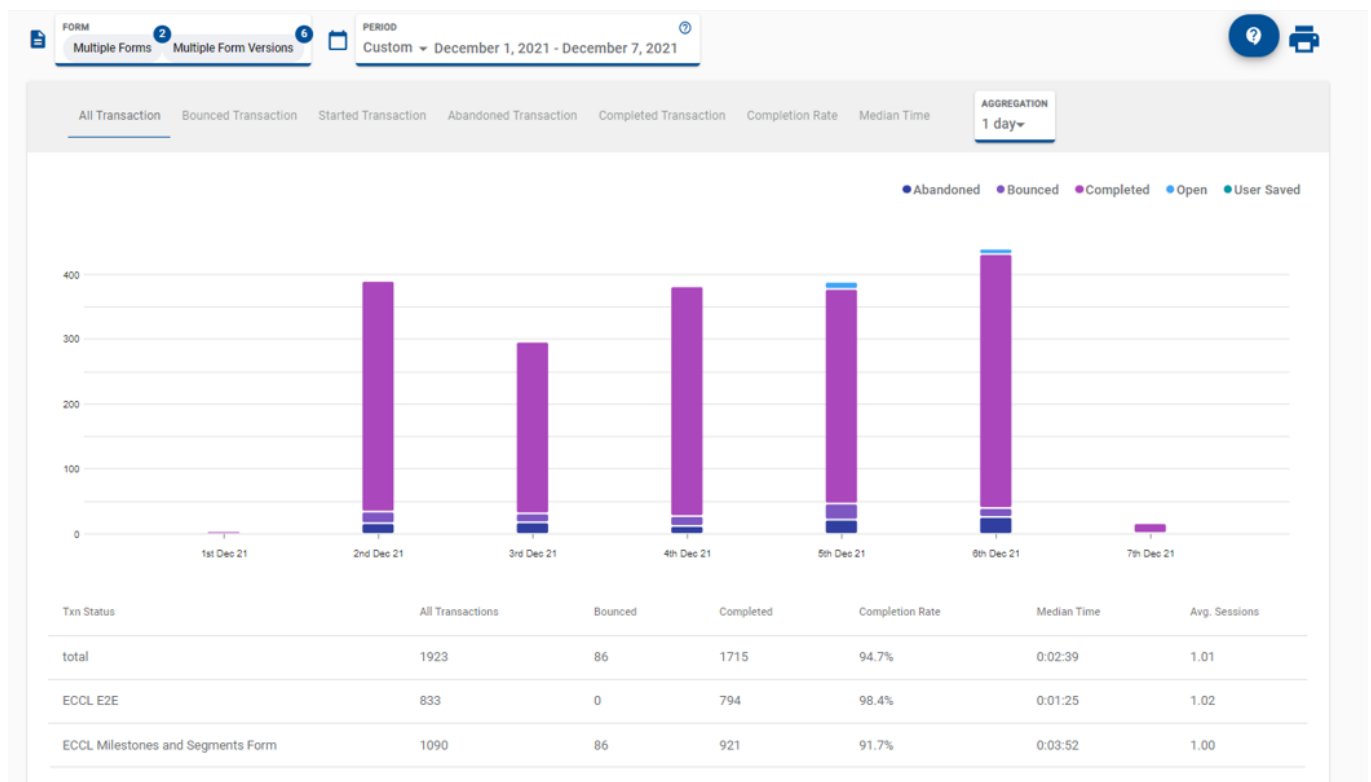 FORM
Multiple Forms 2 Multiple Form Versions 6
PERIOD
Custom December 1, 2021 - December 7, 2021
All Transaction Bounced Transaction Started Transaction Abandoned Transaction Completed Transaction Completion Rate Median Time
AGGREGATION
1 day
Abandoned Bounced Completed Open User Saved
400
300
200
100
0
1st Dec 21 2nd Dec 21 3rd Dec 21 4th Dec 21 5th Dec 21 6th Dec 21 7th Dec 21
Txn Status All Transactions Bounced Completed Completion Rate Median Time Avg. Sessions
total 1923 86 1715 94.7% 0:02:39 1.01
ECCL E2E 833 0 794 98.4% 0:01:25 1.02
ECCL Milestones and Segments Form 1090 86 921 91.7% 0:03:52 1.00